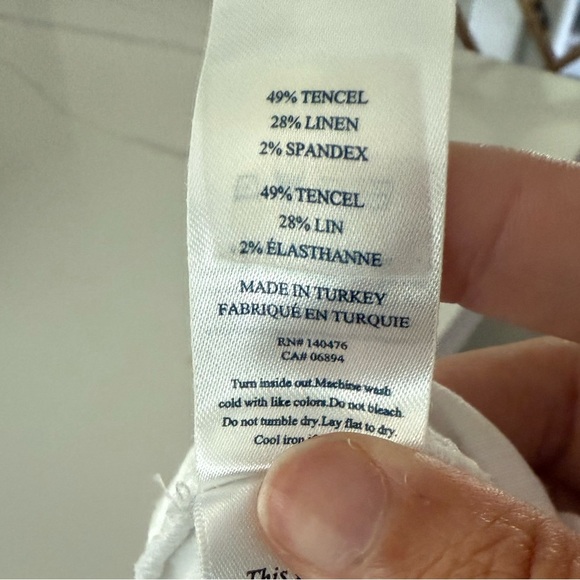 49% TENCEL
28% LINEN
2% SPANDEX
49% TENCEL
28% LIN
2% ÉLASTHANNE
MADE IN TURKEY
FABRIQUÉ EN TURQUIE
RN# 140476
CA# 06894
Turn inside out.Machine wash
cold with like colors.Do not bleach.
Do not tumble dry.Lay flat to dry.
Cool iron
This